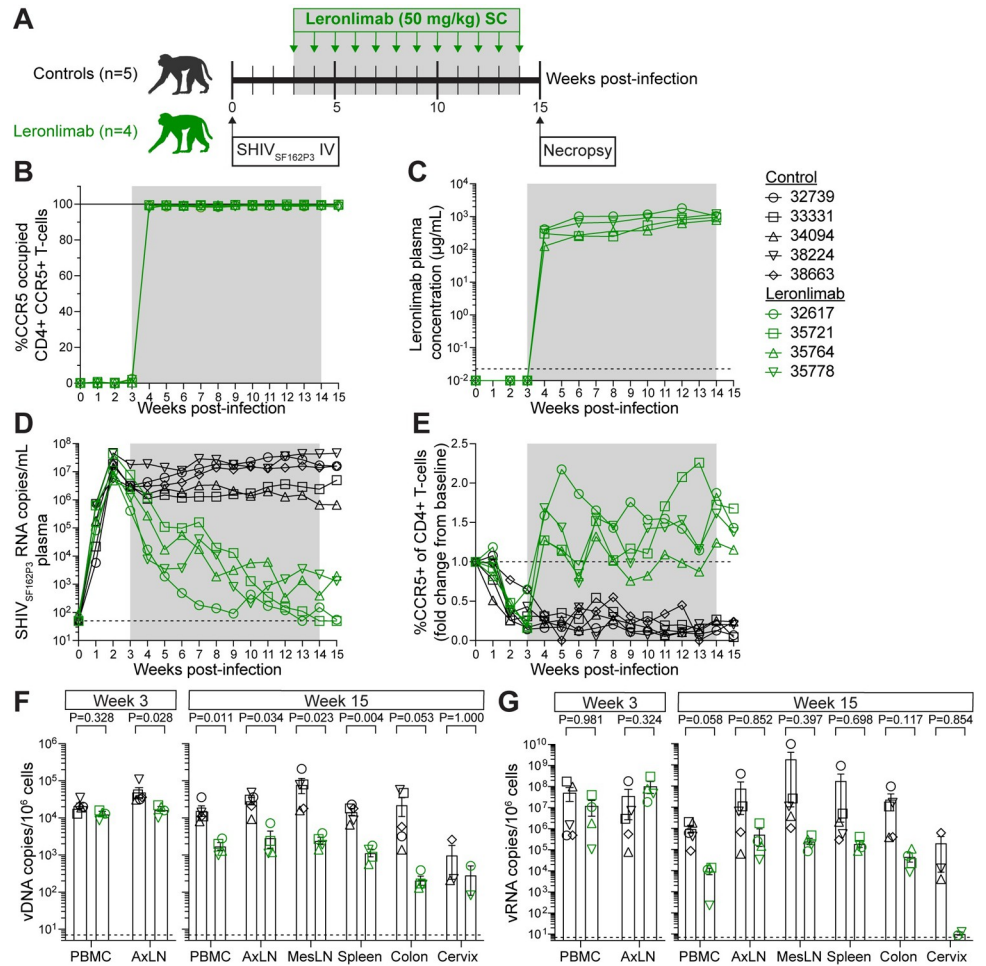 A
Leronlimab (50 mg/kg) SC
Controls (n=5)
Weeks post-infection
0 5 10 15
Leronlimab (n=4)
SHIVSF162P3 IV
Necropsy
B
%CCR5 occupied
CD4+ CCR5+ T-cells
100
80
60
40
20
0
0 1 2 3 4 5 6 7 8 9 10 11 12 13 14 15
Weeks post-infection
C
Leronlimab plasma
concentration (µg/mL)
10^4
10^3
10^2
10^1
10^0
10^-1
10^-2
0 1 2 3 4 5 6 7 8 9 10 11 12 13 14 15
Weeks post-infection
Control
32739
33331
34094
38224
38663
Leronlimab
32617
35721
35764
35778
D
SHIVSF162P3 RNA copies/mL
plasma
10^8
10^7
10^6
10^5
10^4
10^3
10^2
10^1
0 1 2 3 4 5 6 7 8 9 10 11 12 13 14 15
Weeks post-infection
E
%CCR5+ of CD4+ T-cells
(fold change from baseline)
2.5
2.0
1.5
1.0
0.5
0.0
0 1 2 3 4 5 6 7 8 9 10 11 12 13 14 15
Weeks post-infection
F
Week 3 Week 15
P=0.328 P=0.028 P=0.011 P=0.034 P=0.023 P=0.004 P=0.053 P=1.000
vDNA copies/10^6 cells
10^6
10^5
10^4
10^3
10^2
10^1
PBMC AxLN PBMC AxLN MesLN Spleen Colon Cervix
G
Week 3 Week 15
P=0.981 P=0.324 P=0.058 P=0.852 P=0.397 P=0.698 P=0.117 P=0.854
vRNA copies/10^6 cells
10^10
10^9
10^8
10^7
10^6
10^5
10^4
10^3
10^2
10^1
PBMC AxLN PBMC AxLN MesLN Spleen Colon Cervix